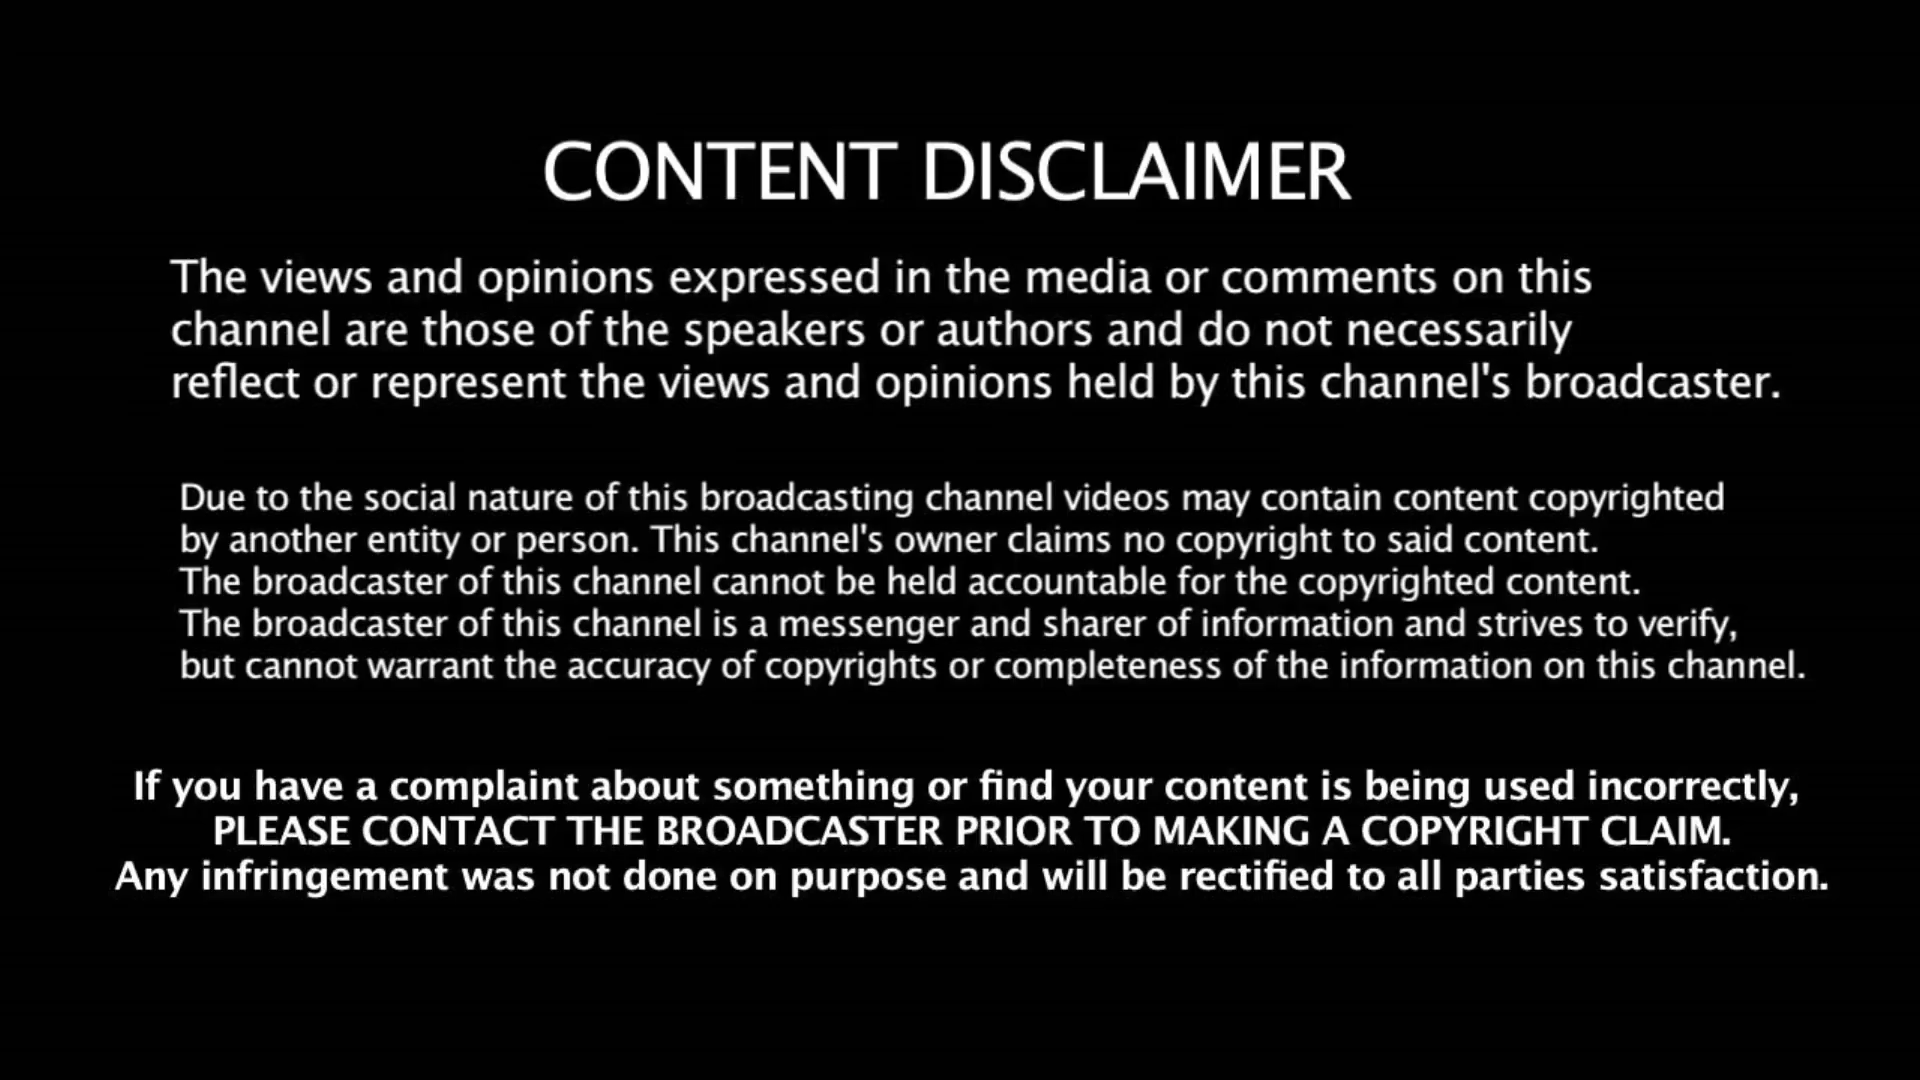 CONTENT DISCLAIMER
The views and opinions expressed in the media or comments on this
channel are those of the speakers or authors and do not necessarily
reflect or represent the views and opinions held by this channel's broadcaster.
Due to the social nature of this broadcasting channel videos may contain content copyrighted
by another entity or person. This channel's owner claims no copyright to said content.
The broadcaster of this channel cannot be held accountable for the copyrighted content.
The broadcaster of this channel is a messenger and sharer of information and strives to verify,
but cannot warrant the accuracy of copyrights or completeness of the information on this channel.
If you have a complaint about something or find your content is being used incorrectly,
PLEASE CONTACT THE BROADCASTER PRIOR TO MAKING A COPYRIGHT CLAIM.
Any infringement was not done on purpose and will be rectified to all parties satisfaction.